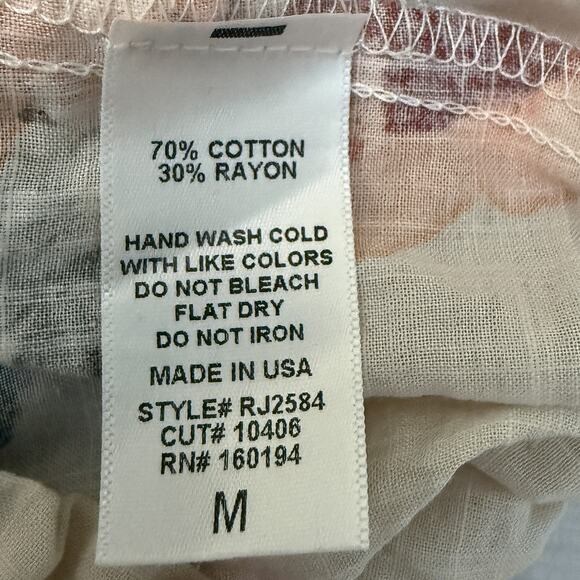 70% COTTON
30% RAYON
HAND WASH COLD
WITH LIKE COLORS
DO NOT BLEACH
FLAT DRY
DO NOT IRON
MADE IN USA
STYLE# RJ2584
CUT# 10406
RN# 160194
M